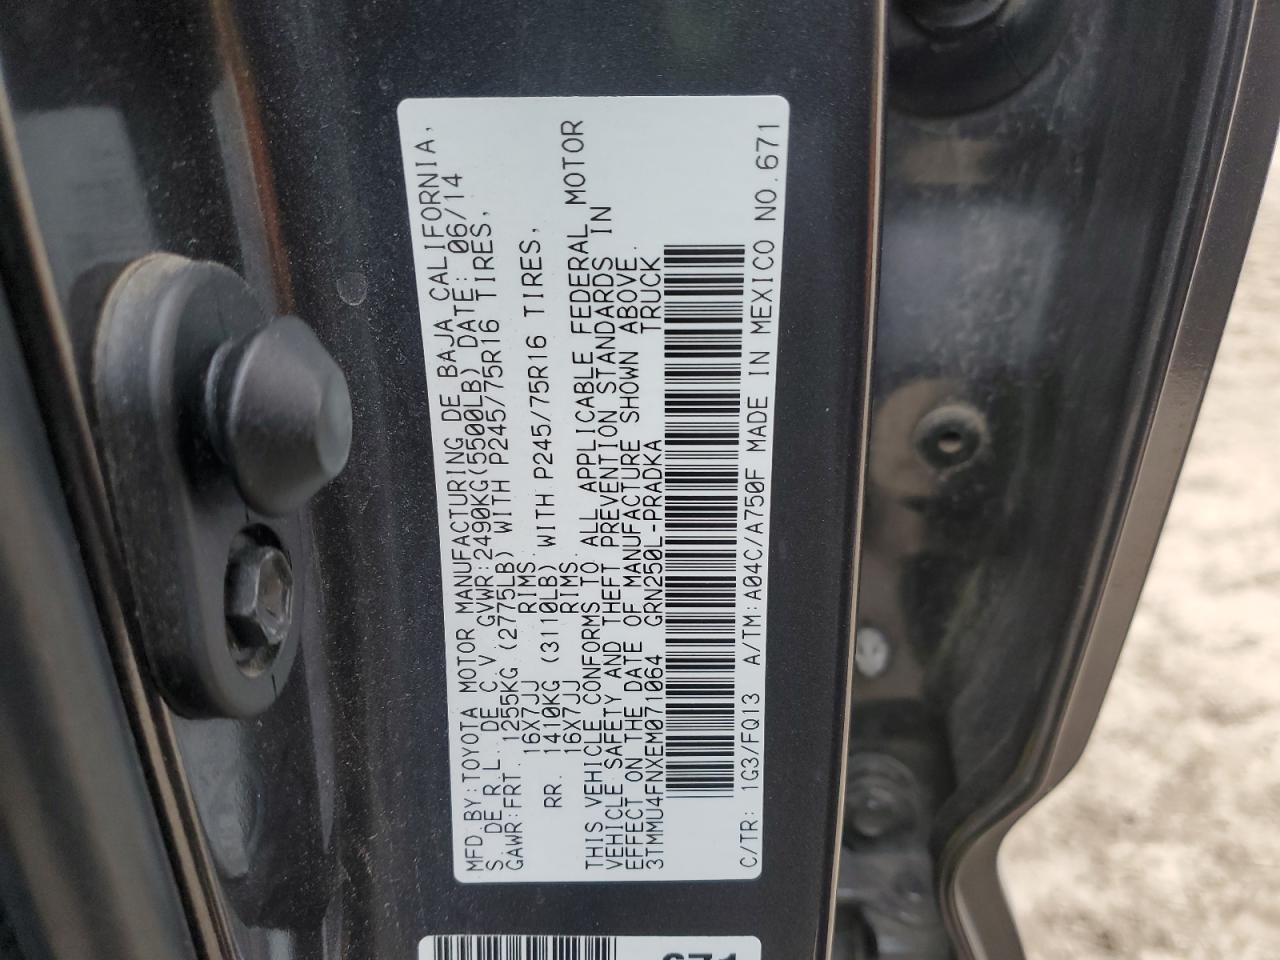 MFD.BY:TOYOTA MOTOR MANUFACTURING DE BAJA CALIFORNIA,
S. DE R.L. DE C.V. GVWR:2490KG(5500LB) DATE: 06/14
GAWR:FRT. 1255KG (2775LB) WITH P245/75R16 TIRES,
16X7JJ RIMS.
RR. 1410KG (3110LB) WITH P245/75R16 TIRES,
16X7JJ RIMS.
THIS VEHICLE CONFORMS TO ALL APPLICABLE FEDERAL MOTOR
VEHICLE SAFETY AND THEFT PREVENTION STANDARDS IN
EFFECT ON THE DATE OF MANUFACTURE SHOWN ABOVE.
3TMMU4FNXEM071064 GRN250L-PRADKA TRUCK
C/TR: 1G3/FQ13 A/TM:A04C/A750F MADE IN MEXICO NO.671
671